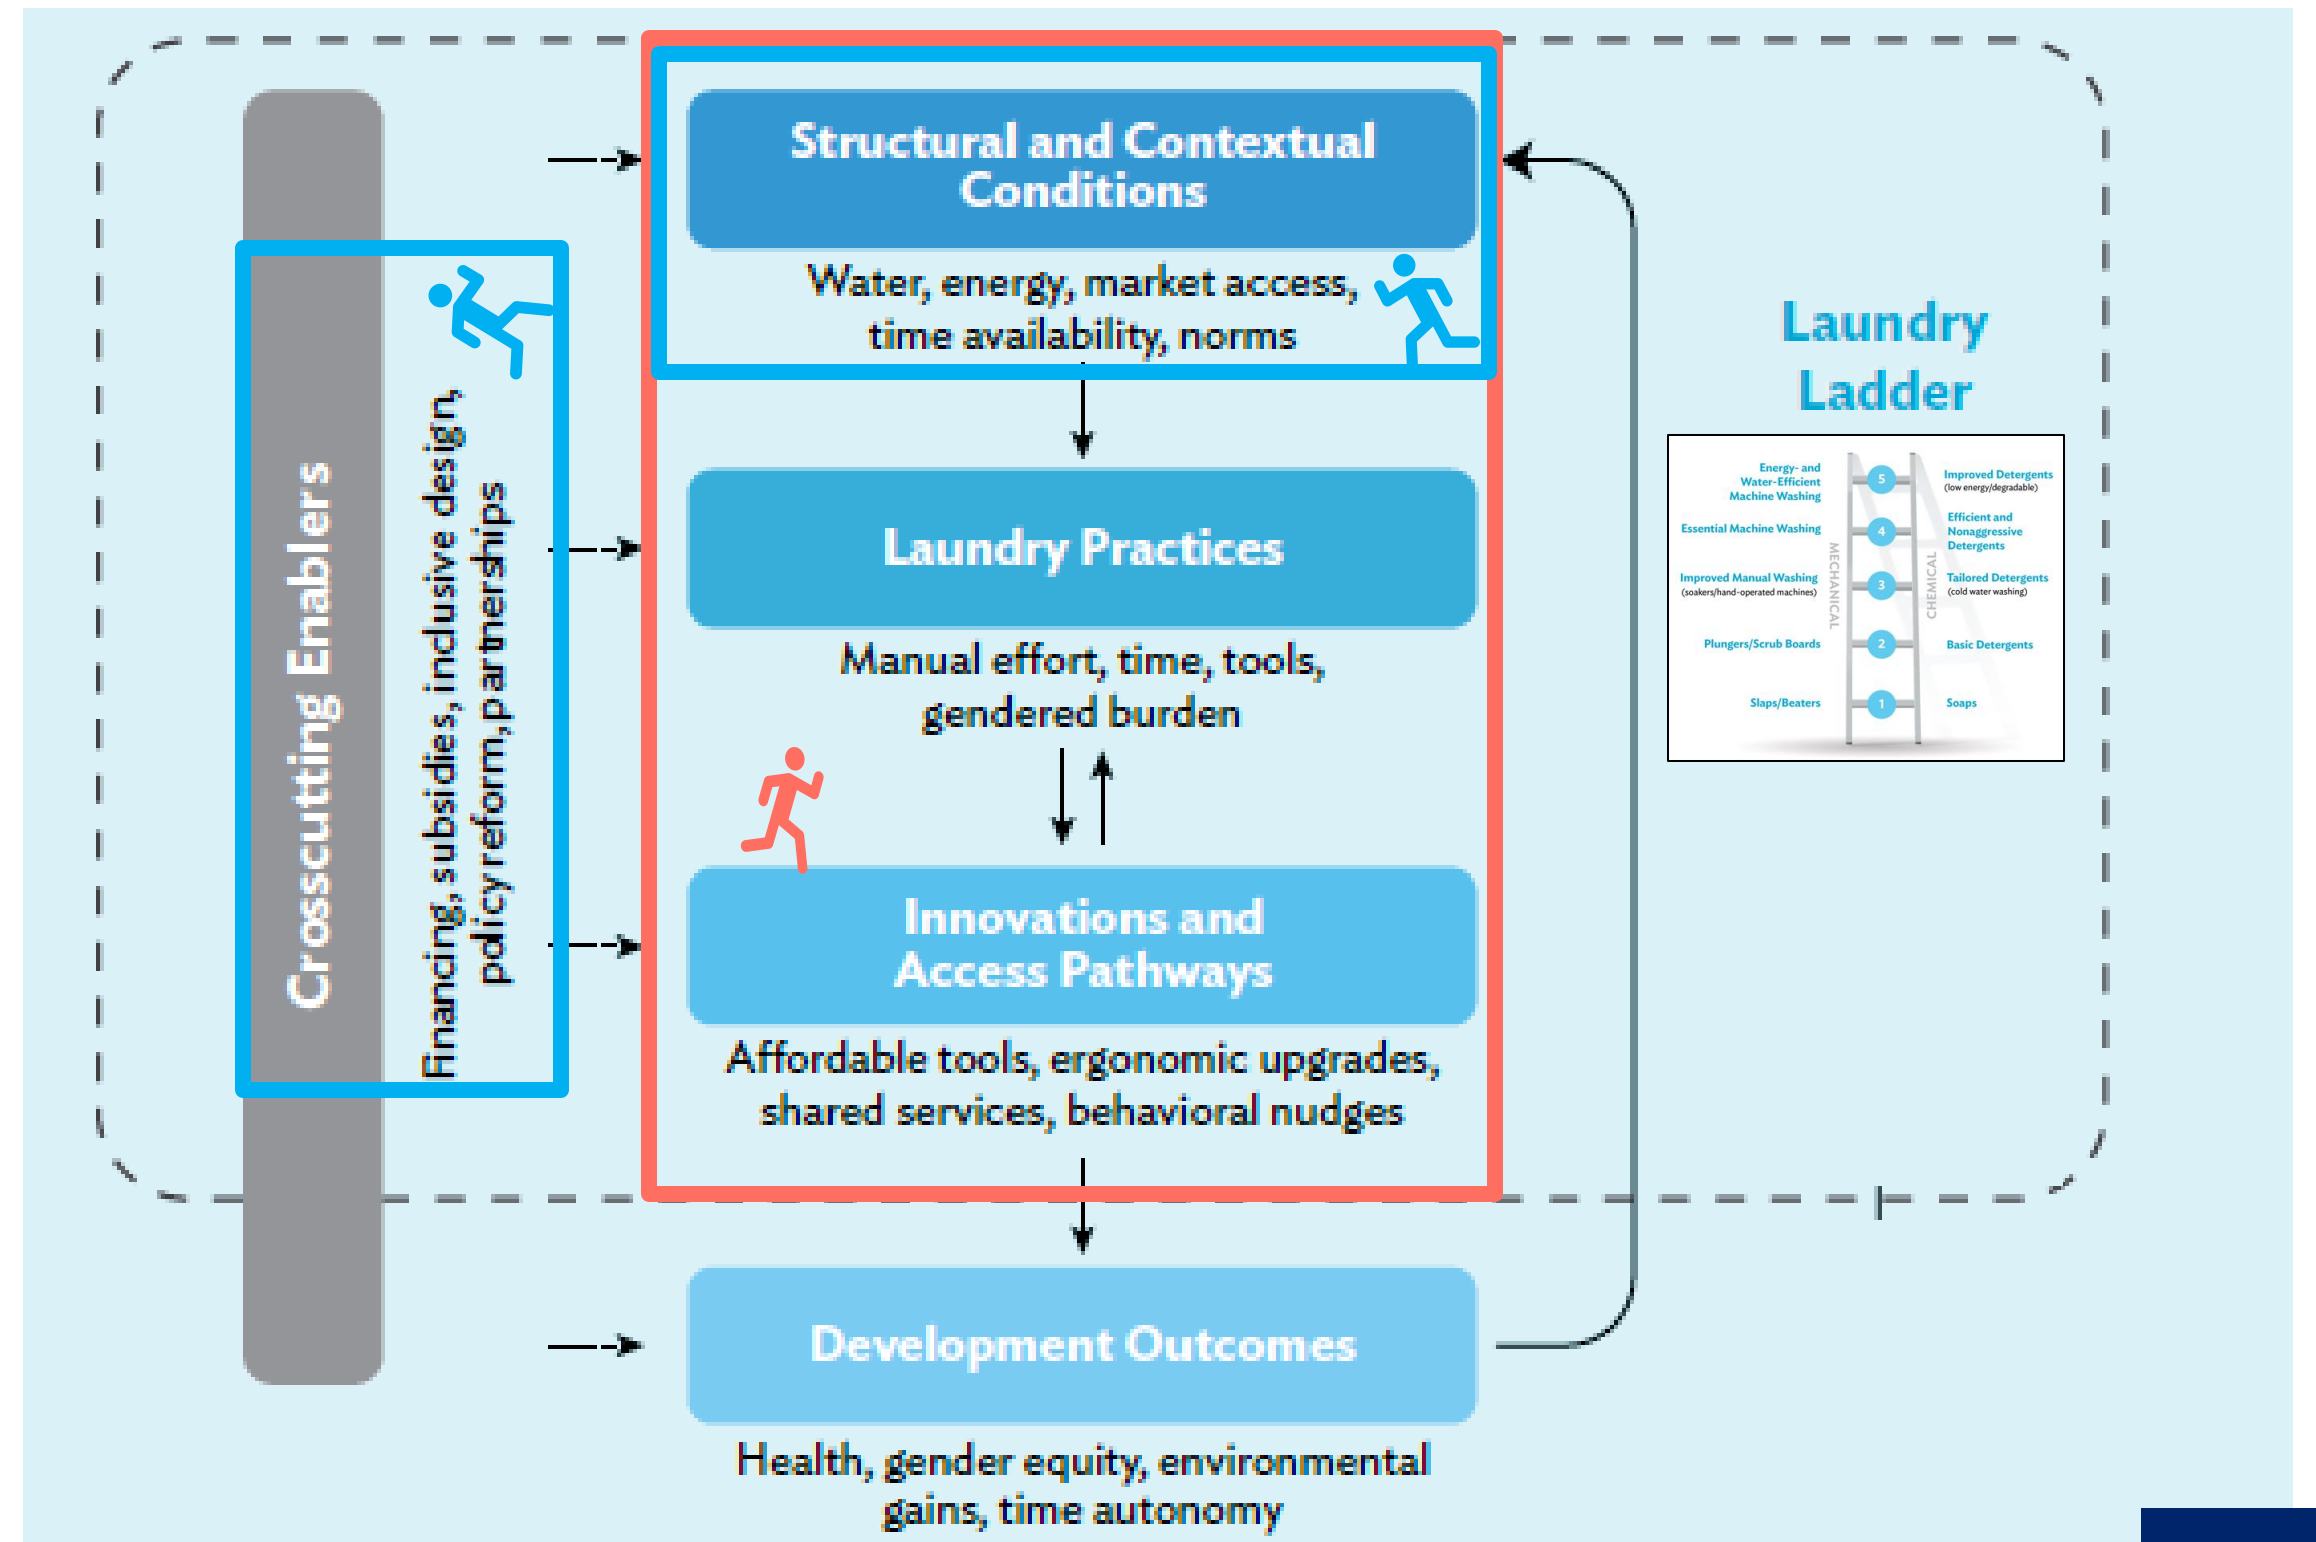 Structural and Contextual
Conditions
Water, energy, market access,
time availability, norms
Laundry Practices
Manual effort, time, tools,
gendered burden
Innovations and
Access Pathways
Affordable tools, ergonomic upgrades,
shared services, behavioral nudges
Development Outcomes
Health, gender equity, environmental
gains, time autonomy
Crosscutting Enablers
Financing, subsidies, inclusive design,
policy reform, partnerships
Laundry
Ladder
Energy- and
Water-Efficient
Machine Washing
5
Improved Detergents
(low energy/degradable)
Essential Machine Washing
4
Efficient and
Nonaggressive
Detergents
MECHANICAL
CHEMICAL
Improved Manual Washing
(soakers/hand-operated machines)
3
Tailored Detergents
(cold water washing)
Plungers/Scrub Boards
2
Basic Detergents
Slaps/Beaters
1
Soaps